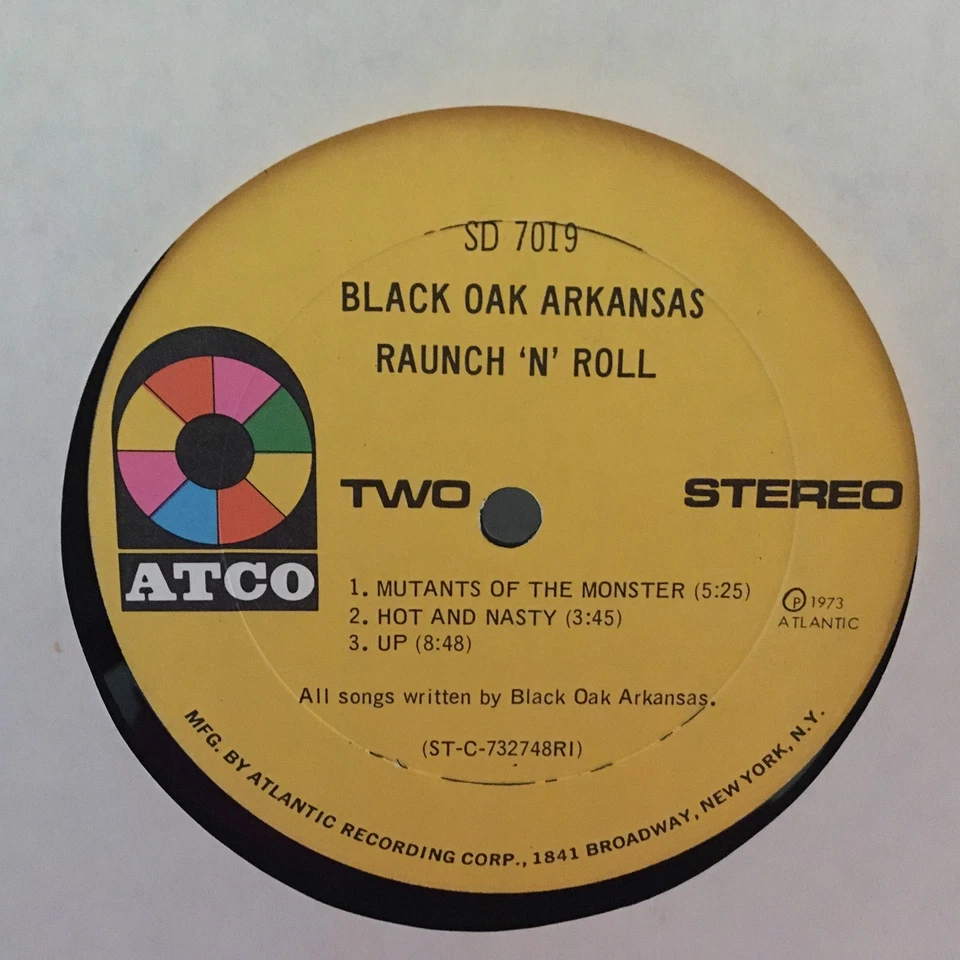 SD 7019
BLACK OAK ARKANSAS
RAUNCH ‘N’ ROLL
TWO
STEREO
ATCO
1. MUTANTS OF THE MONSTER (5:25)
2. HOT AND NASTY (3:45)
3. UP (8:48)
Ⓟ 1973
ATLANTIC
All songs written by Black Oak Arkansas.
(ST-C-732748RI)
MFG. BY ATLANTIC RECORDING CORP., 1841 BROADWAY, NEW YORK, N.Y.